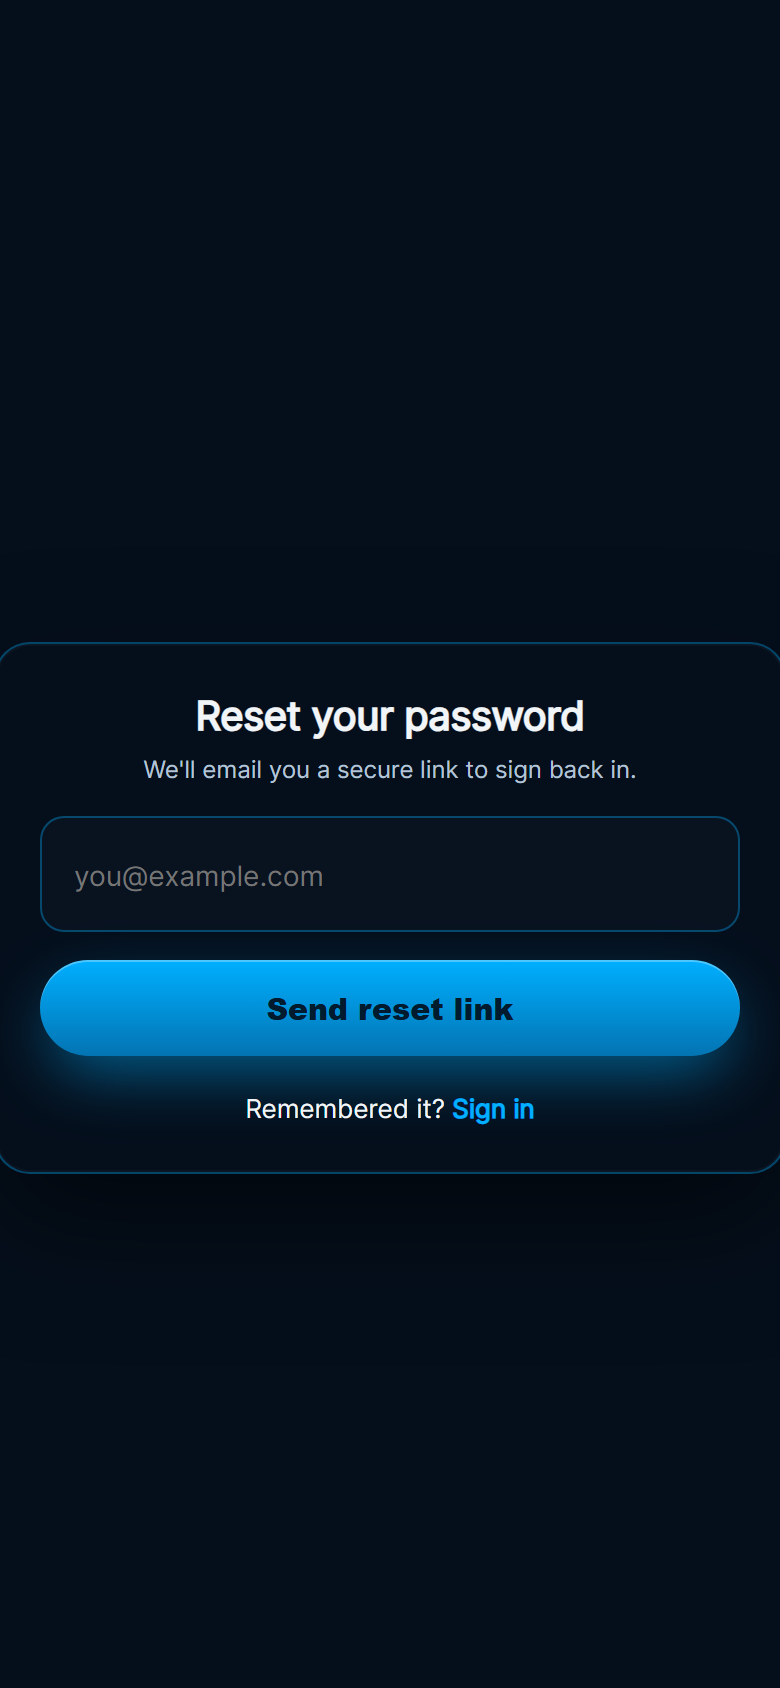 Reset your password
We'll email you a secure link to sign back in.
you@example.com
Send reset link
Remembered it? Sign in